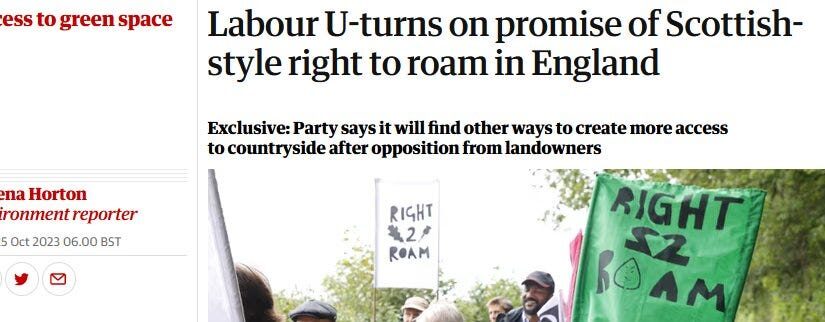 cess to green space
Labour U-turns on promise of Scottish-
style right to roam in England
Exclusive: Party says it will find other ways to create more access
to countryside after opposition from landowners
ena Horton
ironment reporter
5 Oct 2023 06.00 BST
RIGHT
2
ROAM
RIGHT
2
ROAM